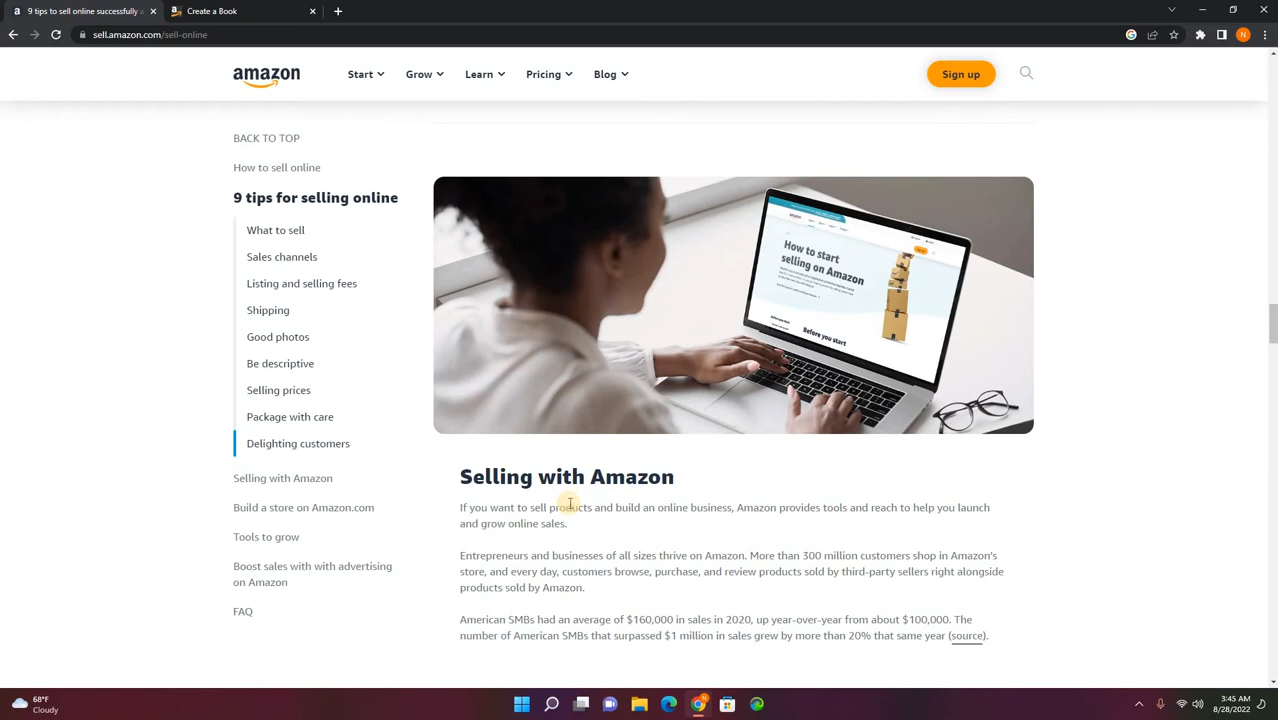 9 tips to sell online successfully a
Create a Book
sell.amazon.com/sell-online
N
amazon
Start
Grow
Learn
Pricing
Blog
Sign up
BACK TO TOP
How to sell online
9 tips for selling online
What to sell
Sales channels
Listing and selling fees
Shipping
Good photos
Be descriptive
Selling prices
Package with care
Delighting customers
Selling with Amazon
Build a store on Amazon.com
Tools to grow
Boost sales with with advertising
on Amazon
FAQ
amazon
How to start
selling on Amazon
Before you start
Selling with Amazon
If you want to sell products and build an online business, Amazon provides tools and reach to help you launch
and grow online sales.
Entrepreneurs and businesses of all sizes thrive on Amazon. More than 300 million customers shop in Amazon's
store, and every day, customers browse, purchase, and review products sold by third-party sellers right alongside
products sold by Amazon.
American SMBs had an average of $160,000 in sales in 2020, up year-over-year from about $100,000. The
number of American SMBs that surpassed $1 million in sales grew by more than 20% that same year (source).
68°F
Cloudy
3:45 AM
8/28/2022